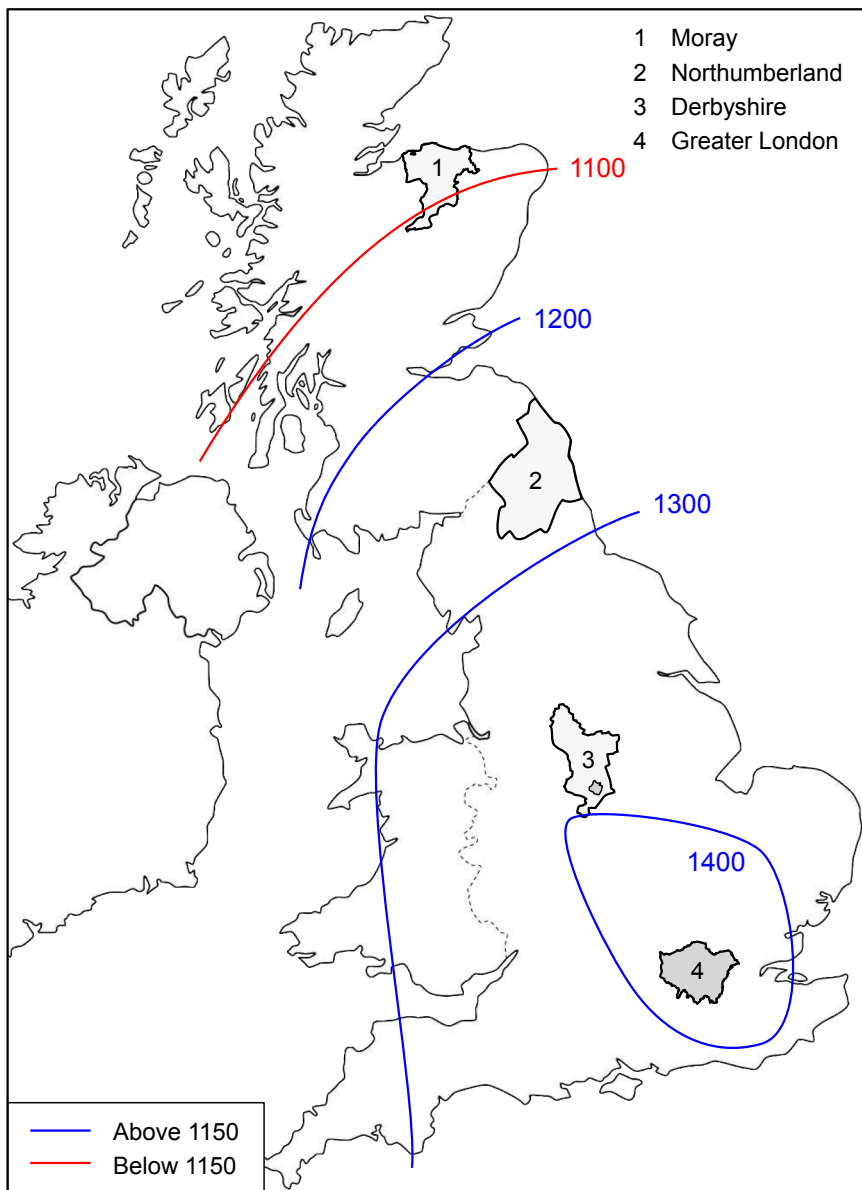 1 Moray
2 Northumberland
3 Derbyshire
4 Greater London
1
1100
1200
2
1300
3
1400
4
Above 1150
Below 1150